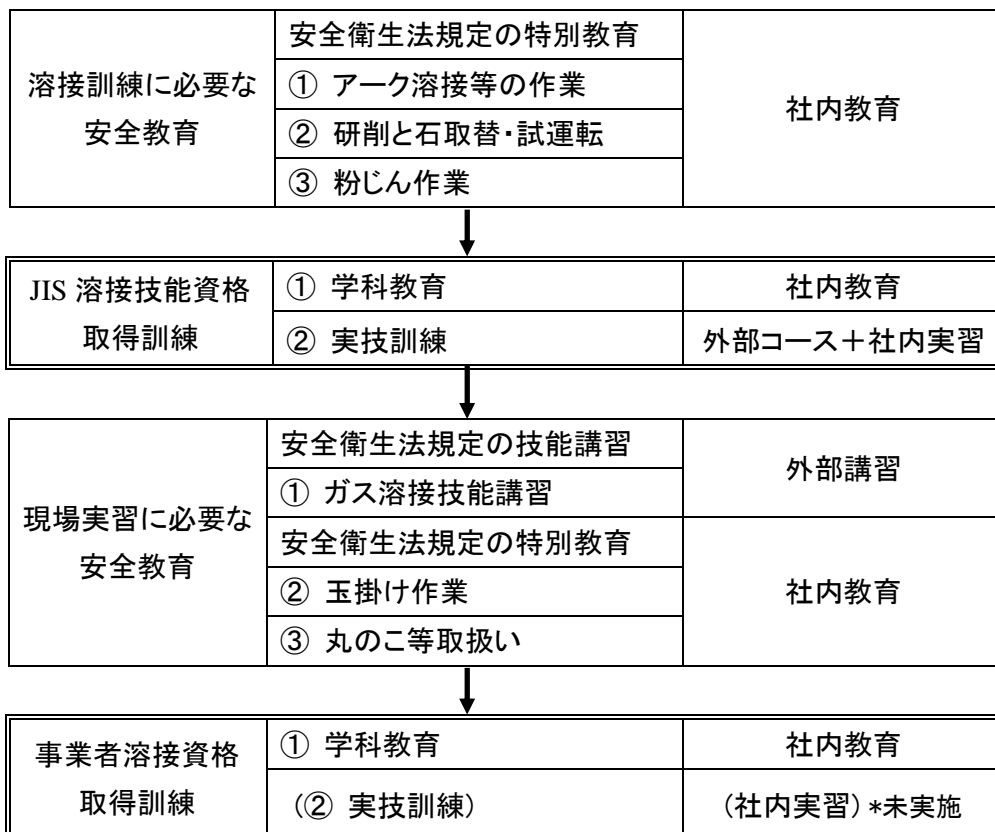 溶接訓練に必要な
安全教育
安全衛生法規定の特別教育
① アーク溶接等の作業
② 研削と石取替・試運転
③ 粉じん作業
社内教育
JIS 溶接技能資格
取得訓練
① 学科教育
社内教育
② 実技訓練
外部コース＋社内実習
現場実習に必要な
安全教育
安全衛生法規定の技能講習
① ガス溶接技能講習
外部講習
安全衛生法規定の特別教育
② 玉掛け作業
③ 丸のこ等取扱い
社内教育
事業者溶接資格
取得訓練
① 学科教育
社内教育
(② 実技訓練)
(社内実習)*未実施